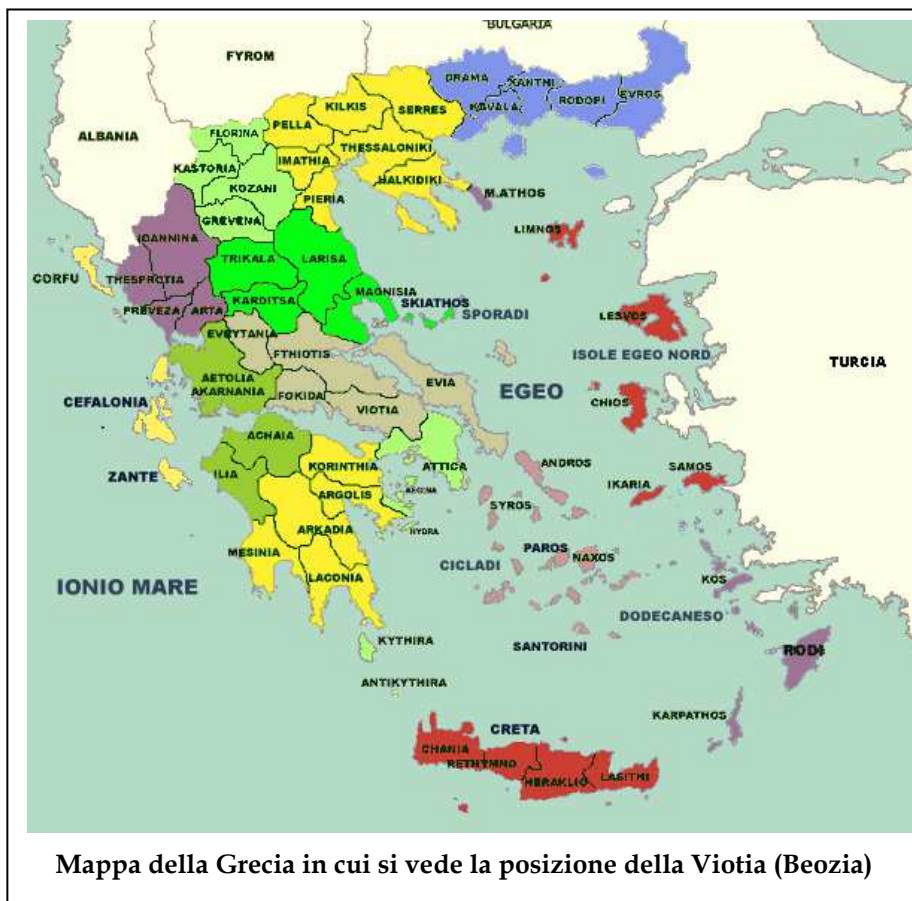 BULGARIA
FYROM
DRAMA
XANTHI
KAVALA
RODOPI
EVROS
KILKIS
SERRES
PELLA
ALBANIA
FLORINA
THESSALONIKI
KASTORIA
IMATHIA
KOZANI
HALKIDIKI
PIERIA
M.ATHOS
GREVENA
LIMNOS
IOANNINA
TRIKALA
LARISA
CORFU
THESPROTIA
MAGNISIA
SKIATHOS
KARDITSA
PREVEZA
ARTA
SPORADI
LESVOS
EVRYTANIA
FTHIOTIS
ISOLE EGEO NORD
TURCIA
AETOLIA
AKARNANIA
EVIA
EGEO
FOKIDA
CEFALONIA
VIOTIA
CHIOS
ACHAIA
KORINTHIA
ATTICA
ANDROS
SAMOS
ZANTE
ILIA
AEGINA
IKARIA
ARGOLIS
SYROS
HYDRA
ARKADIA
PAROS
NAXOS
MESINIA
CICLADI
LACONIA
KOS
IONIO MARE
DODECANESO
KYTHIRA
SANTORINI
RODI
ANTIKYTHIRA
KARPATHOS
CRETA
CHANIA
RETHYMNO
HERAKLIO
LASITHI
Mappa della Grecia in cui si vede la posizione della Viotia (Beozia)